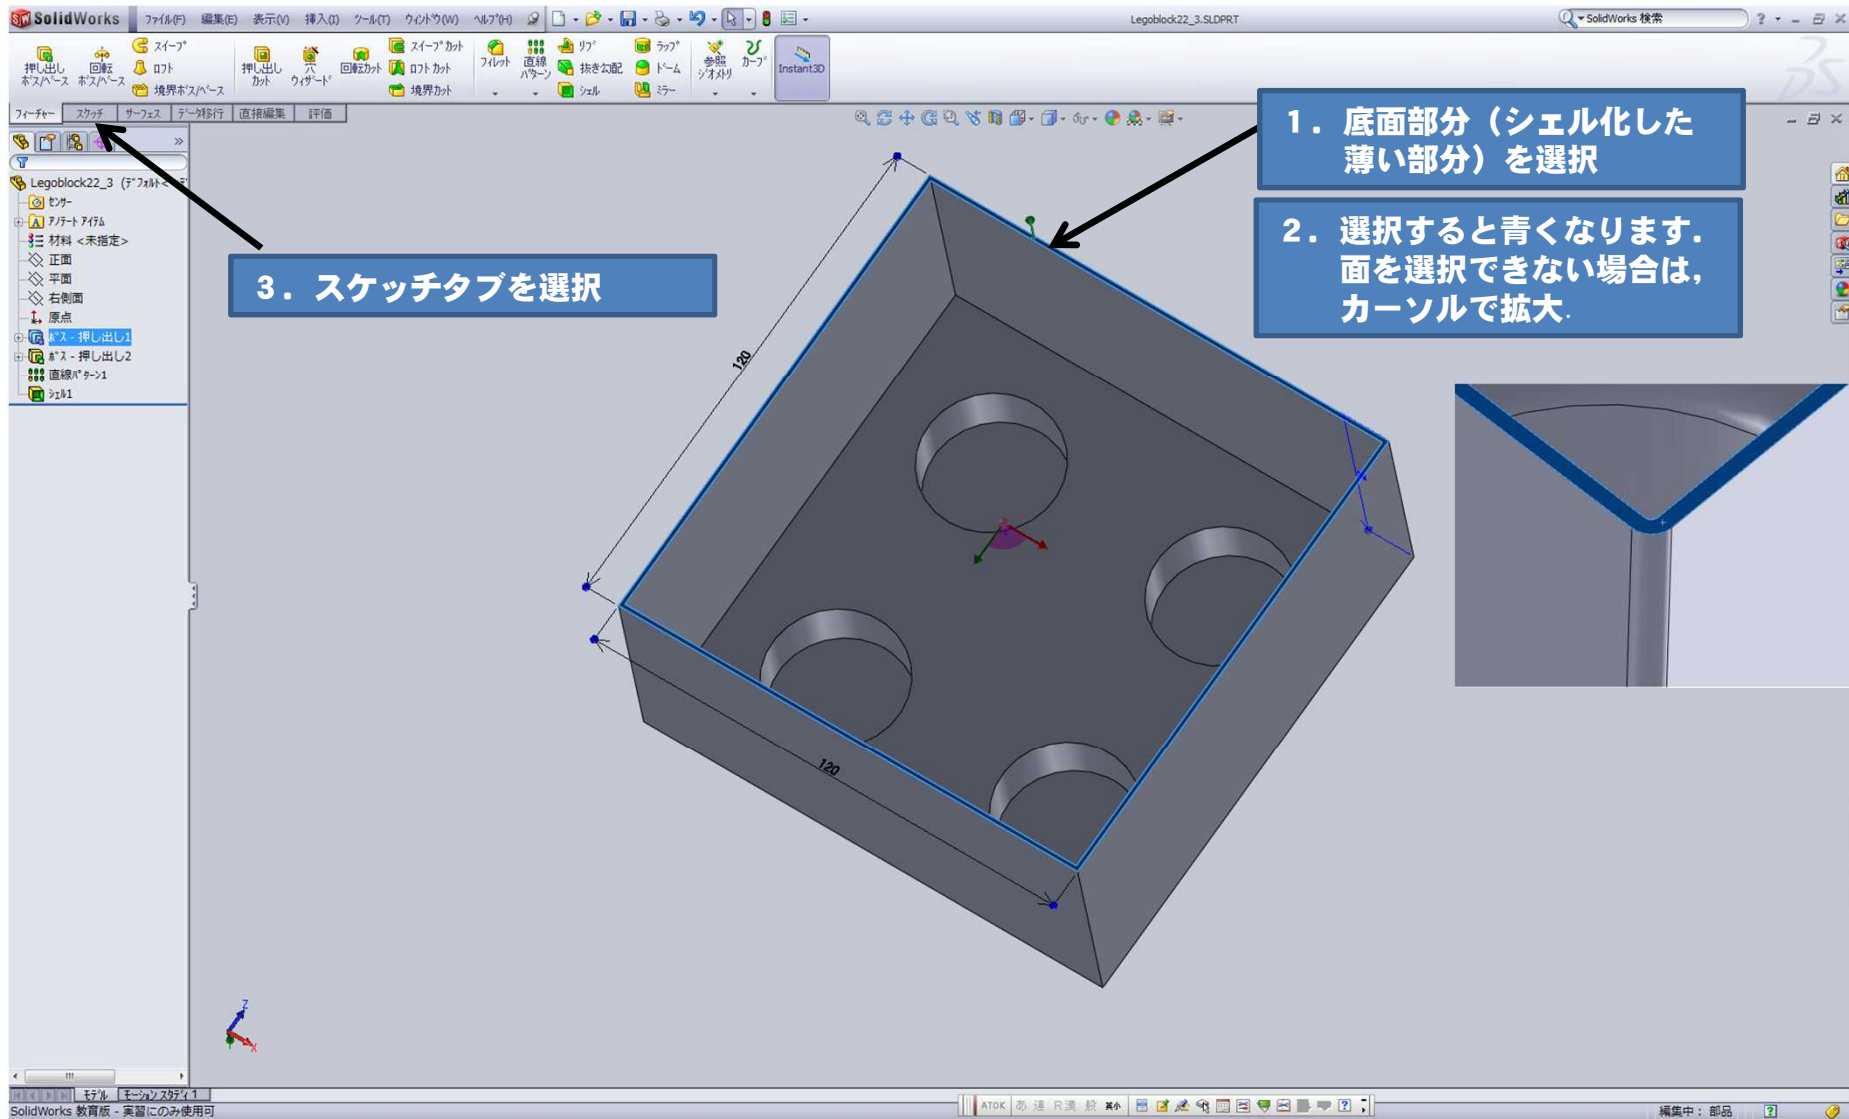 SolidWorks ファイル(F) 編集(E) 表示(V) 挿入(I) ツール(T) ウィンドウ(W) ヘルプ(H) Legoblock22_3.SLDPRT SolidWorks 検索
押し出しボス/ベース
回転ボス/ベース
スイープ
ロフト
境界ボス/ベース
押し出しカット
穴ウィザード
回転カット
スイープ カット
ロフト カット
境界カット
フィレット
直線パターン
リブ
抜き勾配
シェル
ラップ
ドーム
ミラー
参照ジオメトリ
カーブ
Instant3D
フィーチャー スケッチ サーフェス データ移行 直接編集 評価
Legoblock22_3 (デフォルト<
センサー
アノテート アイテム
材料 <未指定>
正面
平面
右側面
原点
ボス - 押し出し1
ボス - 押し出し2
直線パターン1
シェル1
1. 底面部分（シェル化した
薄い部分）を選択
2. 選択すると青くなります.
面を選択できない場合は,
カーソルで拡大.
3. スケッチタブを選択
120
120
Z
X
Y
モデル モーション スタディ 1
SolidWorks 教育版 - 実習にのみ使用可
ATOK あ 連 R漢 般 英小
編集中: 部品